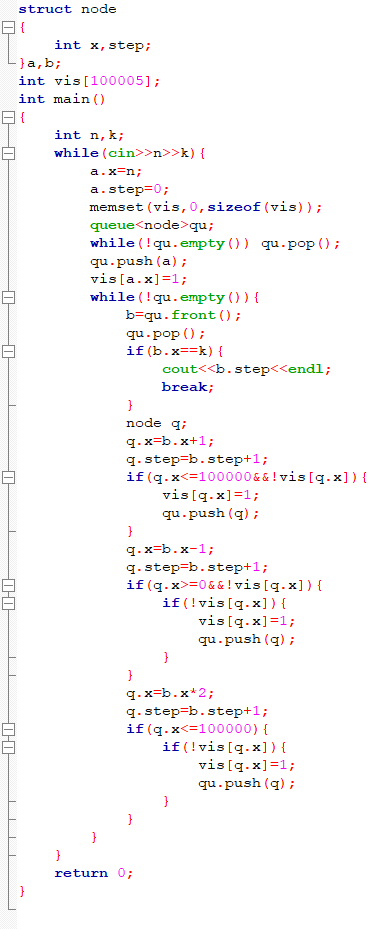 struct node
{
    int x,step;
}a,b;
int vis[100005];
int main()
{
    int n,k;
    while(cin>>n>>k){
        a.x=n;
        a.step=0;
        memset(vis,0,sizeof(vis));
        queue<node>qu;
        while(!qu.empty()) qu.pop();
        qu.push(a);
        vis[a.x]=1;
        while(!qu.empty()){
            b=qu.front();
            qu.pop();
            if(b.x==k){
                cout<<b.step<<endl;
                break;
            }
            node q;
            q.x=b.x+1;
            q.step=b.step+1;
            if(q.x<=100000&&!vis[q.x]){
                vis[q.x]=1;
                qu.push(q);
            }
            q.x=b.x-1;
            q.step=b.step+1;
            if(q.x>=0&&!vis[q.x]){
                if(!vis[q.x]){
                    vis[q.x]=1;
                    qu.push(q);
                }
            }
            q.x=b.x*2;
            q.step=b.step+1;
            if(q.x<=100000){
                if(!vis[q.x]){
                    vis[q.x]=1;
                    qu.push(q);
                }
            }
        }
    }
    return 0;
}